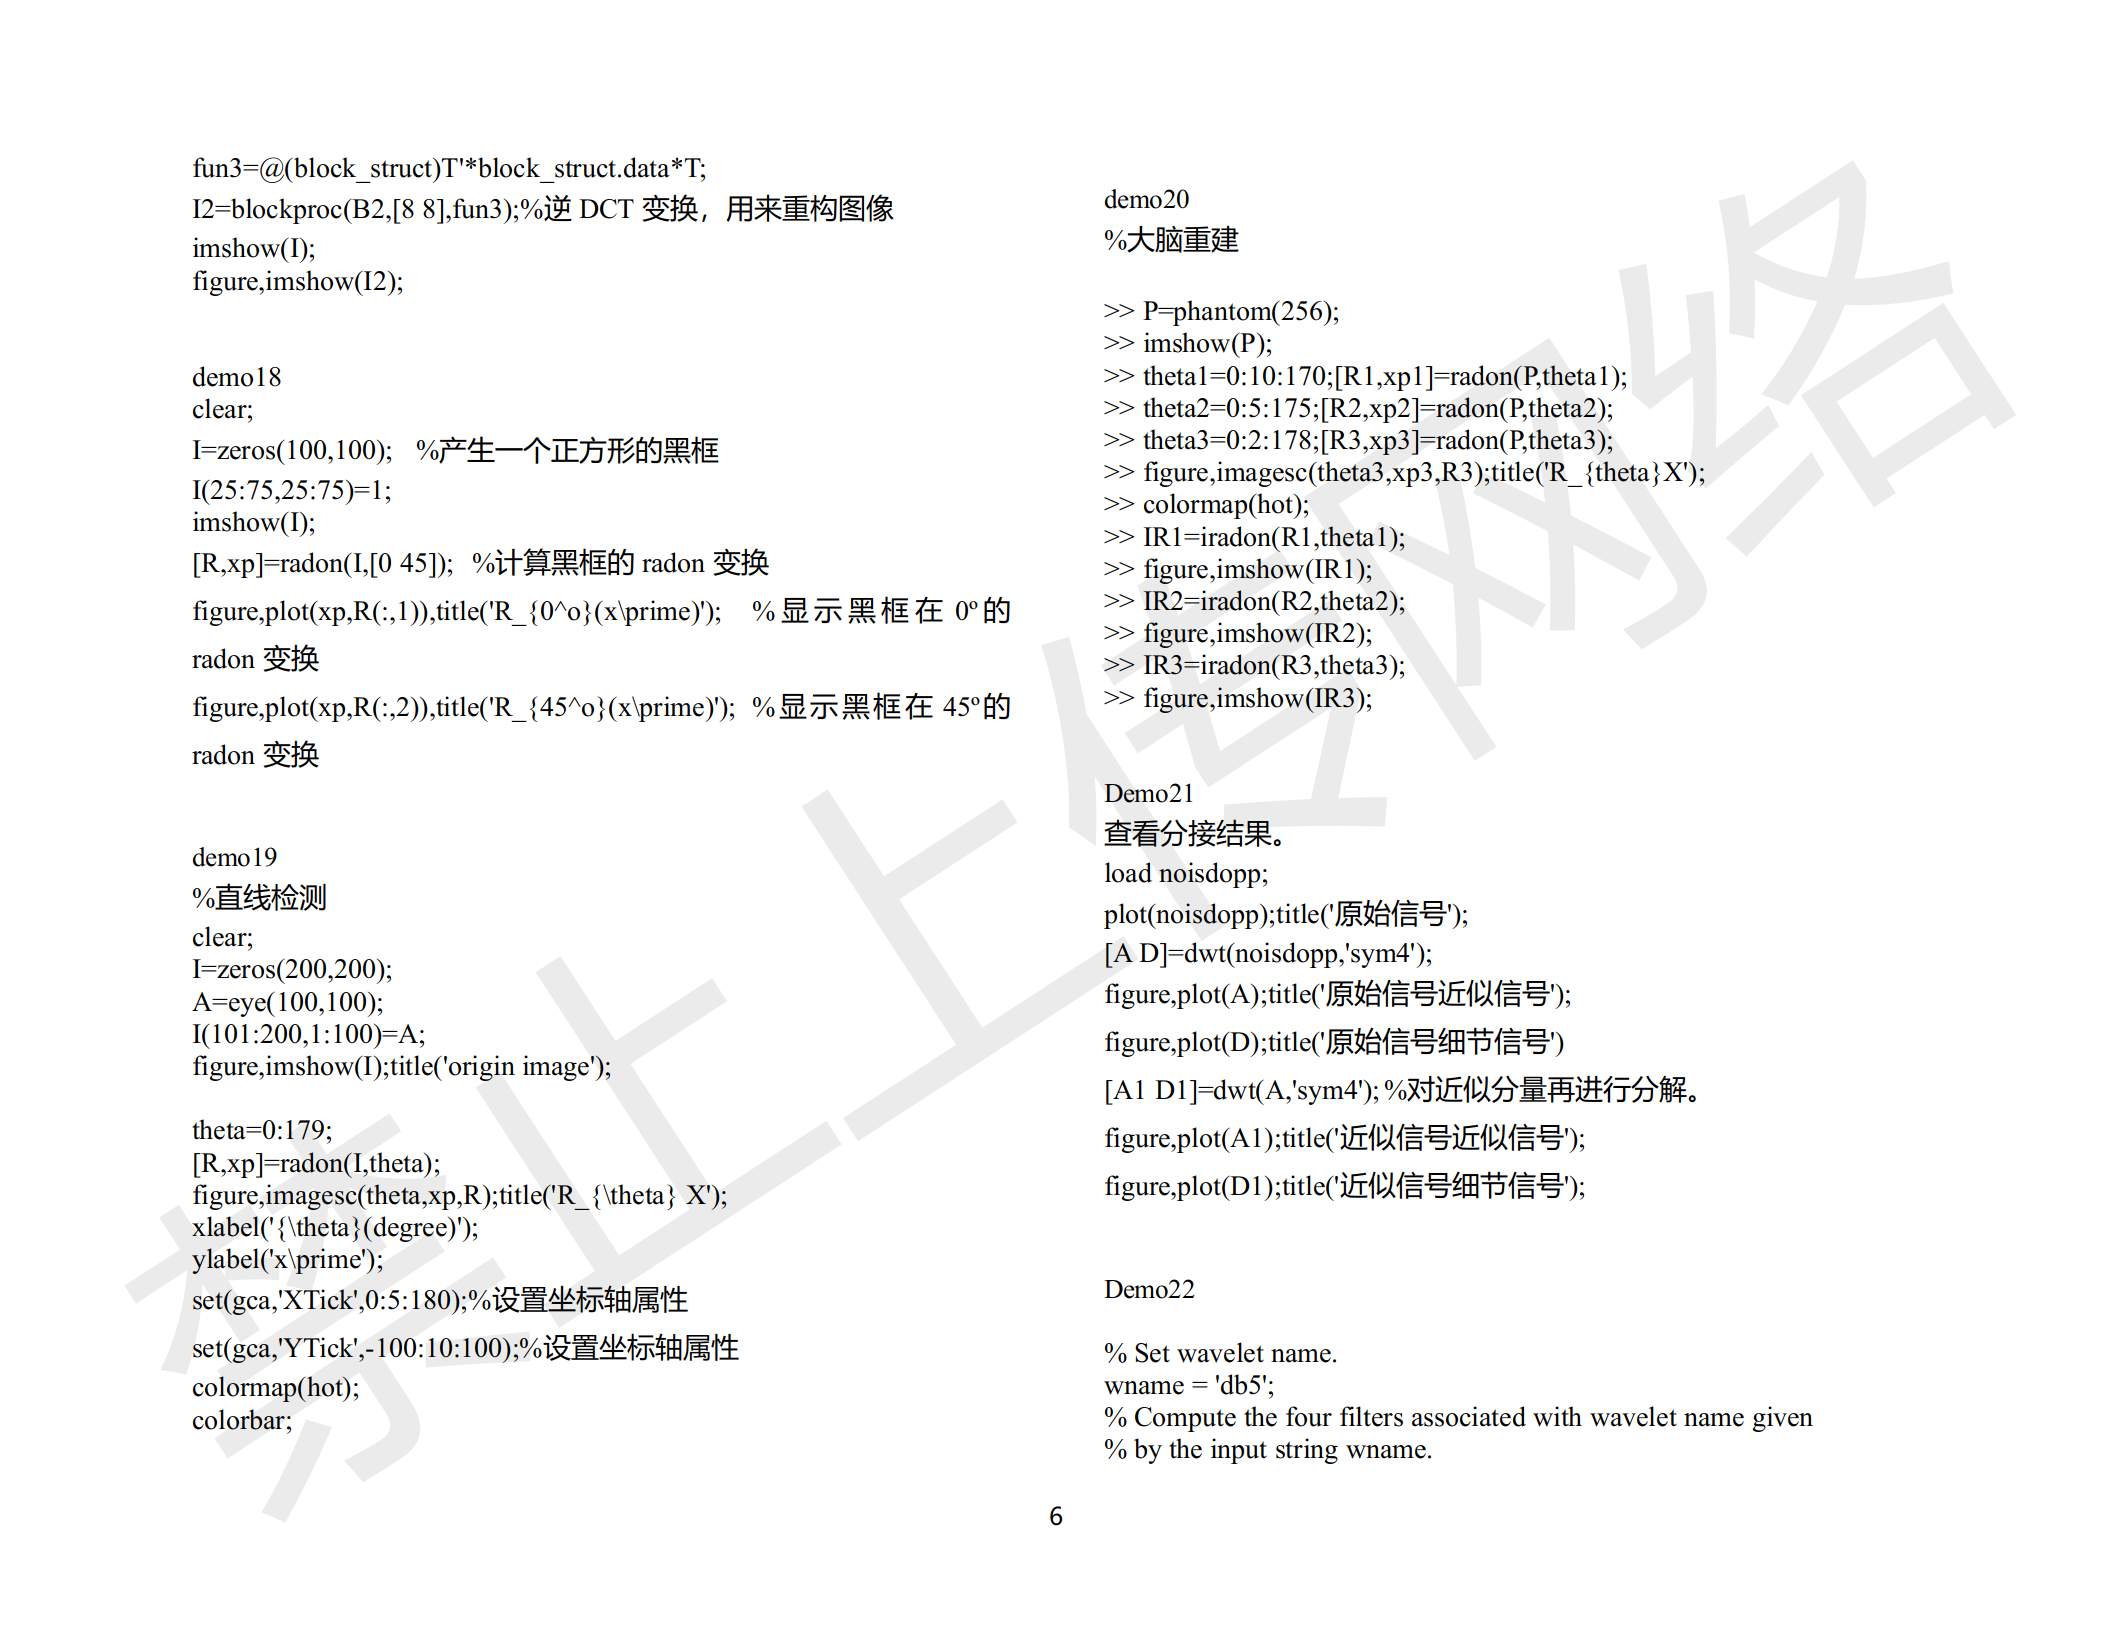 fun3=@(block_struct)T'*block_struct.data*T;
I2=blockproc(B2,[8 8],fun3);%逆 DCT 变换，用来重构图像
imshow(I);
figure,imshow(I2);
demo18
clear;
I=zeros(100,100);   %产生一个正方形的黑框
I(25:75,25:75)=1;
imshow(I);
[R,xp]=radon(I,[0 45]);  %计算黑框的 radon 变换
figure,plot(xp,R(:,1)),title('R_{0^o}(x\prime)');   %显示黑框在 0º的
radon 变换
figure,plot(xp,R(:,2)),title('R_{45^o}(x\prime)');  %显示黑框在 45º的
radon 变换
demo19
%直线检测
clear;
I=zeros(200,200);
A=eye(100,100);
I(101:200,1:100)=A;
figure,imshow(I);title('origin image');
theta=0:179;
[R,xp]=radon(I,theta);
figure,imagesc(theta,xp,R);title('R_{\theta} X');
xlabel('{\theta}(degree)');
ylabel('x\prime');
set(gca,'XTick',0:5:180);%设置坐标轴属性
set(gca,'YTick',-100:10:100);%设置坐标轴属性
colormap(hot);
colorbar;
demo20
%大脑重建
>> P=phantom(256);
>> imshow(P);
>> theta1=0:10:170;[R1,xp1]=radon(P,theta1);
>> theta2=0:5:175;[R2,xp2]=radon(P,theta2);
>> theta3=0:2:178;[R3,xp3]=radon(P,theta3);
>> figure,imagesc(theta3,xp3,R3);title('R_{theta}X');
>> colormap(hot);
>> IR1=iradon(R1,theta1);
>> figure,imshow(IR1);
>> IR2=iradon(R2,theta2);
>> figure,imshow(IR2);
>> IR3=iradon(R3,theta3);
>> figure,imshow(IR3);
Demo21
查看分接结果。
load noisdopp;
plot(noisdopp);title('原始信号');
[A D]=dwt(noisdopp,'sym4');
figure,plot(A);title('原始信号近似信号');
figure,plot(D);title('原始信号细节信号')
[A1 D1]=dwt(A,'sym4'); %对近似分量再进行分解。
figure,plot(A1);title('近似信号近似信号');
figure,plot(D1);title('近似信号细节信号');
Demo22
% Set wavelet name.
wname = 'db5';
% Compute the four filters associated with wavelet name given
% by the input string wname.
6
禁止上传网络